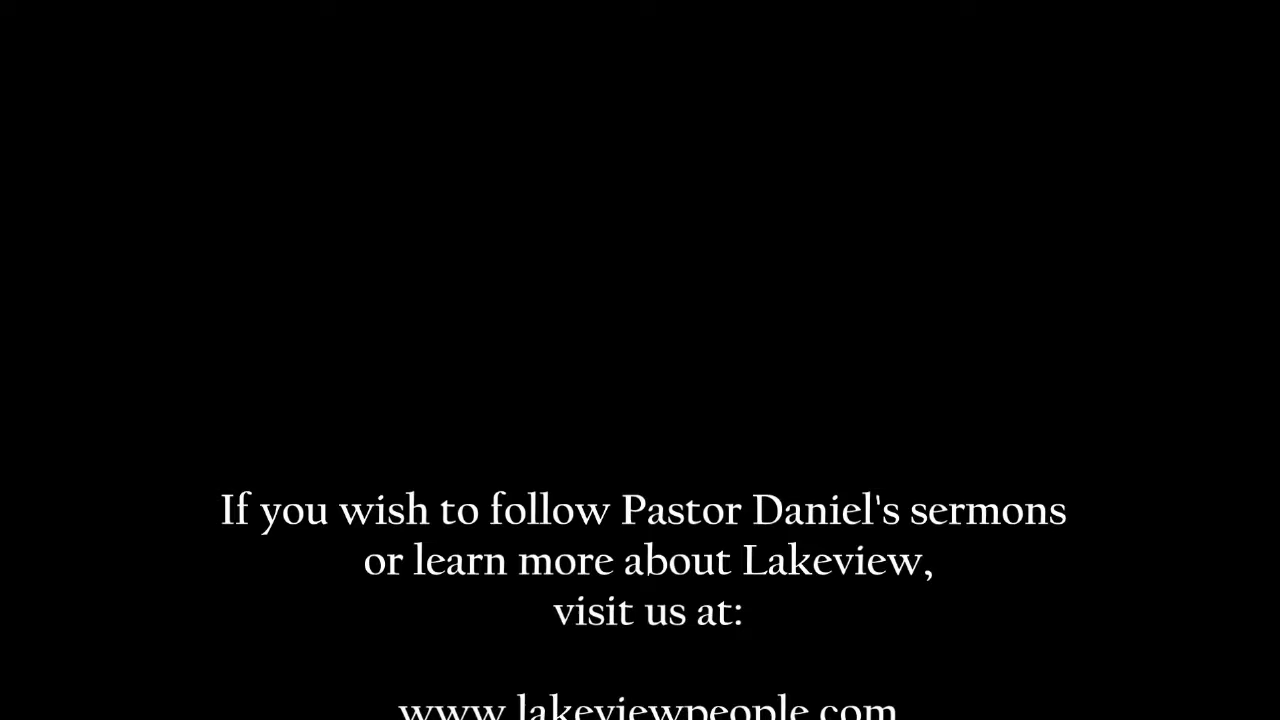 If you wish to follow Pastor Daniel's sermons
or learn more about Lakeview,
visit us at:
www.lakeviewpeople.com